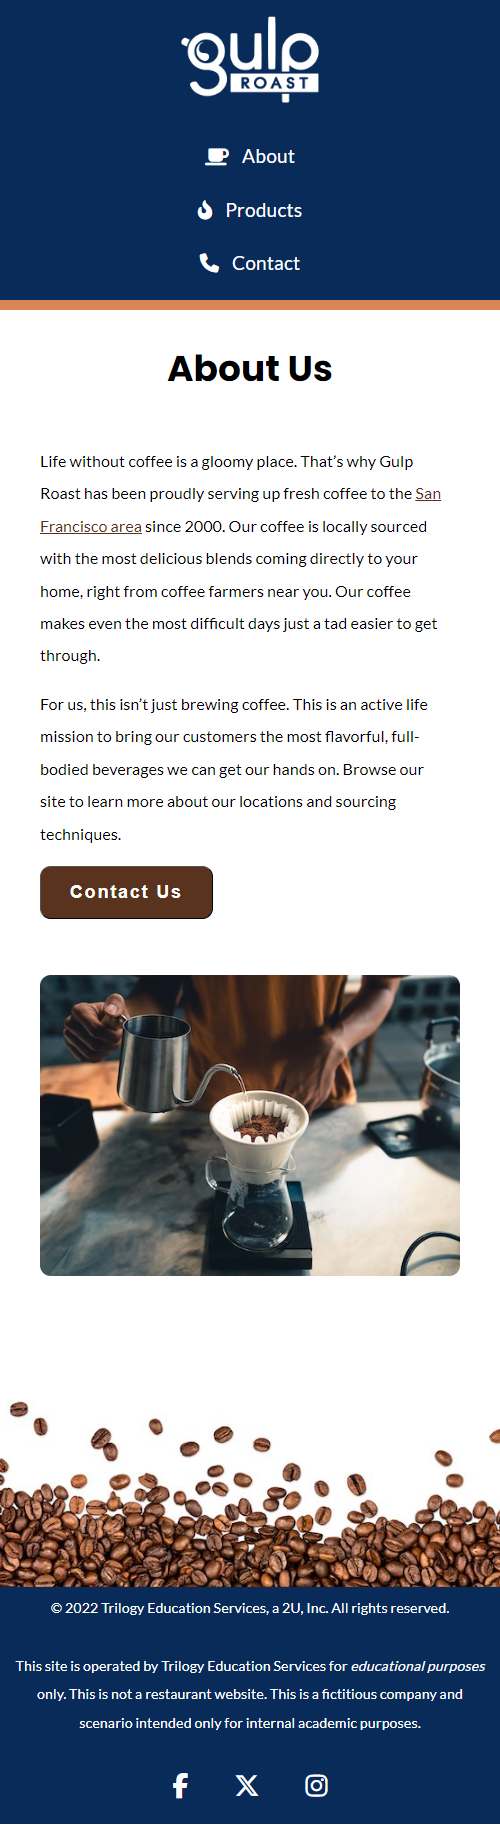 gulp
ROAST
About
Products
Contact
About Us
Life without coffee is a gloomy place. That’s why Gulp
Roast has been proudly serving up fresh coffee to the San
Francisco area since 2000. Our coffee is locally sourced
with the most delicious blends coming directly to your
home, right from coffee farmers near you. Our coffee
makes even the most difficult days just a tad easier to get
through.
For us, this isn’t just brewing coffee. This is an active life
mission to bring our customers the most flavorful, full-
bodied beverages we can get our hands on. Browse our
site to learn more about our locations and sourcing
techniques.
Contact Us
© 2022 Trilogy Education Services, a 2U, Inc. All rights reserved.
This site is operated by Trilogy Education Services for educational purposes
only. This is not a restaurant website. This is a fictitious company and
scenario intended only for internal academic purposes.